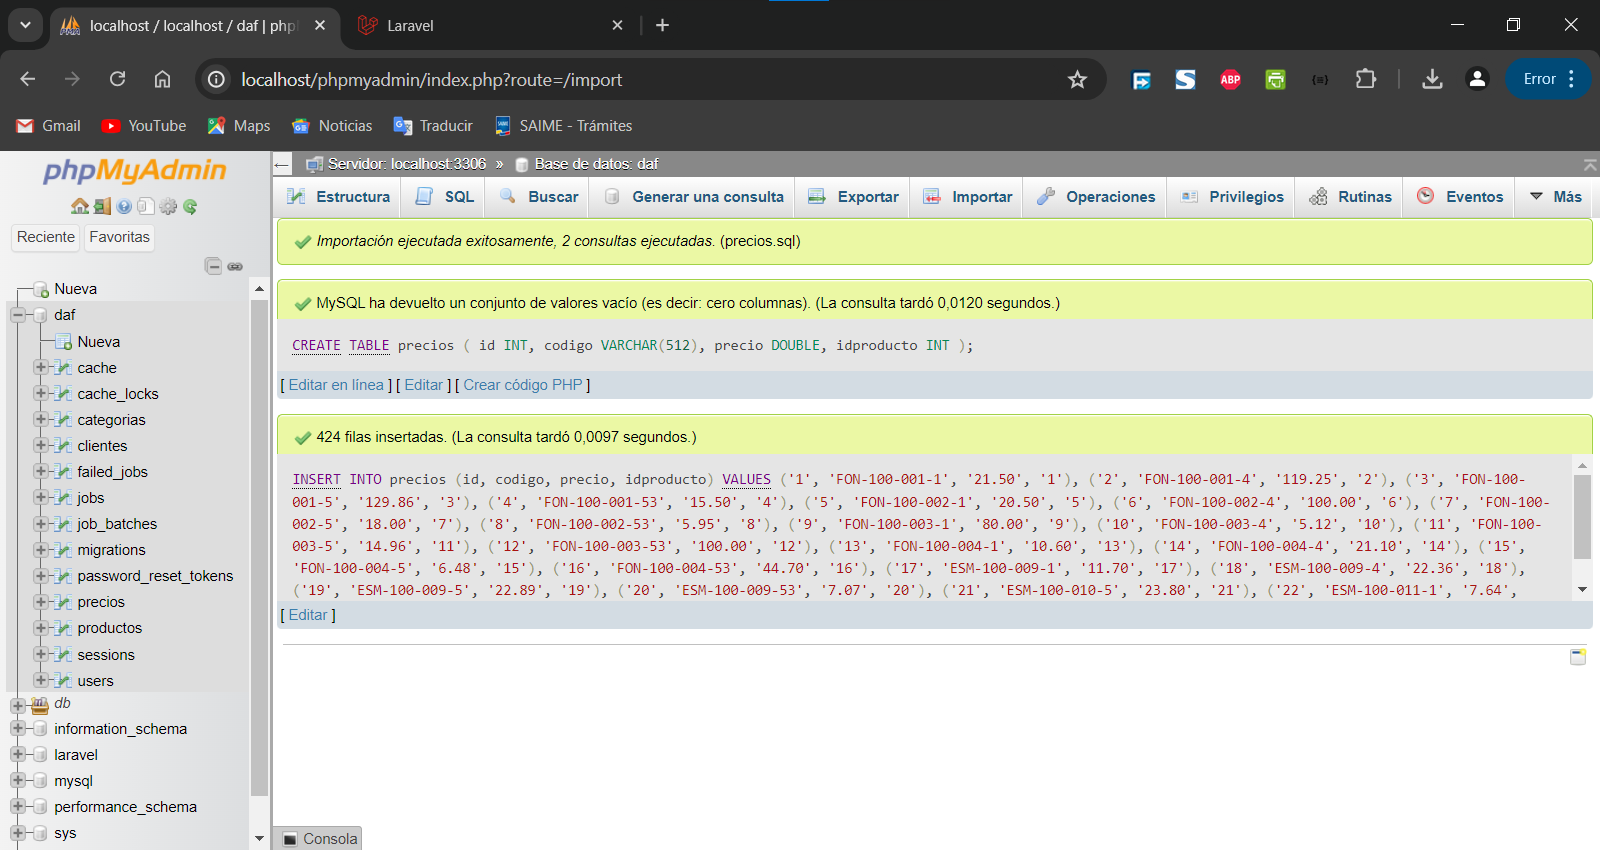 localhost / localhost / daf | php
Laravel
localhost/phpmyadmin/index.php?route=/import
ABP
Error
Gmail
YouTube
Maps
Noticias
Traducir
SAIME - Trámites
phpMyAdmin
Reciente
Favoritas
Nueva
daf
Nueva
cache
cache_locks
categorias
clientes
failed_jobs
jobs
job_batches
migrations
password_reset_tokens
precios
productos
sessions
users
db
information_schema
laravel
mysql
performance_schema
sys
Servidor: localhost:3306 » Base de datos: daf
Estructura
SQL
Buscar
Generar una consulta
Exportar
Importar
Operaciones
Privilegios
Rutinas
Eventos
Más
Importación ejecutada exitosamente, 2 consultas ejecutadas. (precios.sql)
MySQL ha devuelto un conjunto de valores vacío (es decir: cero columnas). (La consulta tardó 0,0120 segundos.)
CREATE TABLE precios ( id INT, codigo VARCHAR(512), precio DOUBLE, idproducto INT );
[ Editar en línea ] [ Editar ] [ Crear código PHP ]
424 filas insertadas. (La consulta tardó 0,0097 segundos.)
INSERT INTO precios (id, codigo, precio, idproducto) VALUES ('1', 'FON-100-001-1', '21.50', '1'), ('2', 'FON-100-001-4', '119.25', '2'), ('3', 'FON-100-
001-5', '129.86', '3'), ('4', 'FON-100-001-53', '15.50', '4'), ('5', 'FON-100-002-1', '20.50', '5'), ('6', 'FON-100-002-4', '100.00', '6'), ('7', 'FON-100-
002-5', '18.00', '7'), ('8', 'FON-100-002-53', '5.95', '8'), ('9', 'FON-100-003-1', '80.00', '9'), ('10', 'FON-100-003-4', '5.12', '10'), ('11', 'FON-100-
003-5', '14.96', '11'), ('12', 'FON-100-003-53', '100.00', '12'), ('13', 'FON-100-004-1', '10.60', '13'), ('14', 'FON-100-004-4', '21.10', '14'), ('15',
'FON-100-004-5', '6.48', '15'), ('16', 'FON-100-004-53', '44.70', '16'), ('17', 'ESM-100-009-1', '11.70', '17'), ('18', 'ESM-100-009-4', '22.36', '18'),
('19', 'ESM-100-009-5', '22.89', '19'), ('20', 'ESM-100-009-53', '7.07', '20'), ('21', 'ESM-100-010-5', '23.80', '21'), ('22', 'ESM-100-011-1', '7.64',
[ Editar ]
Consola